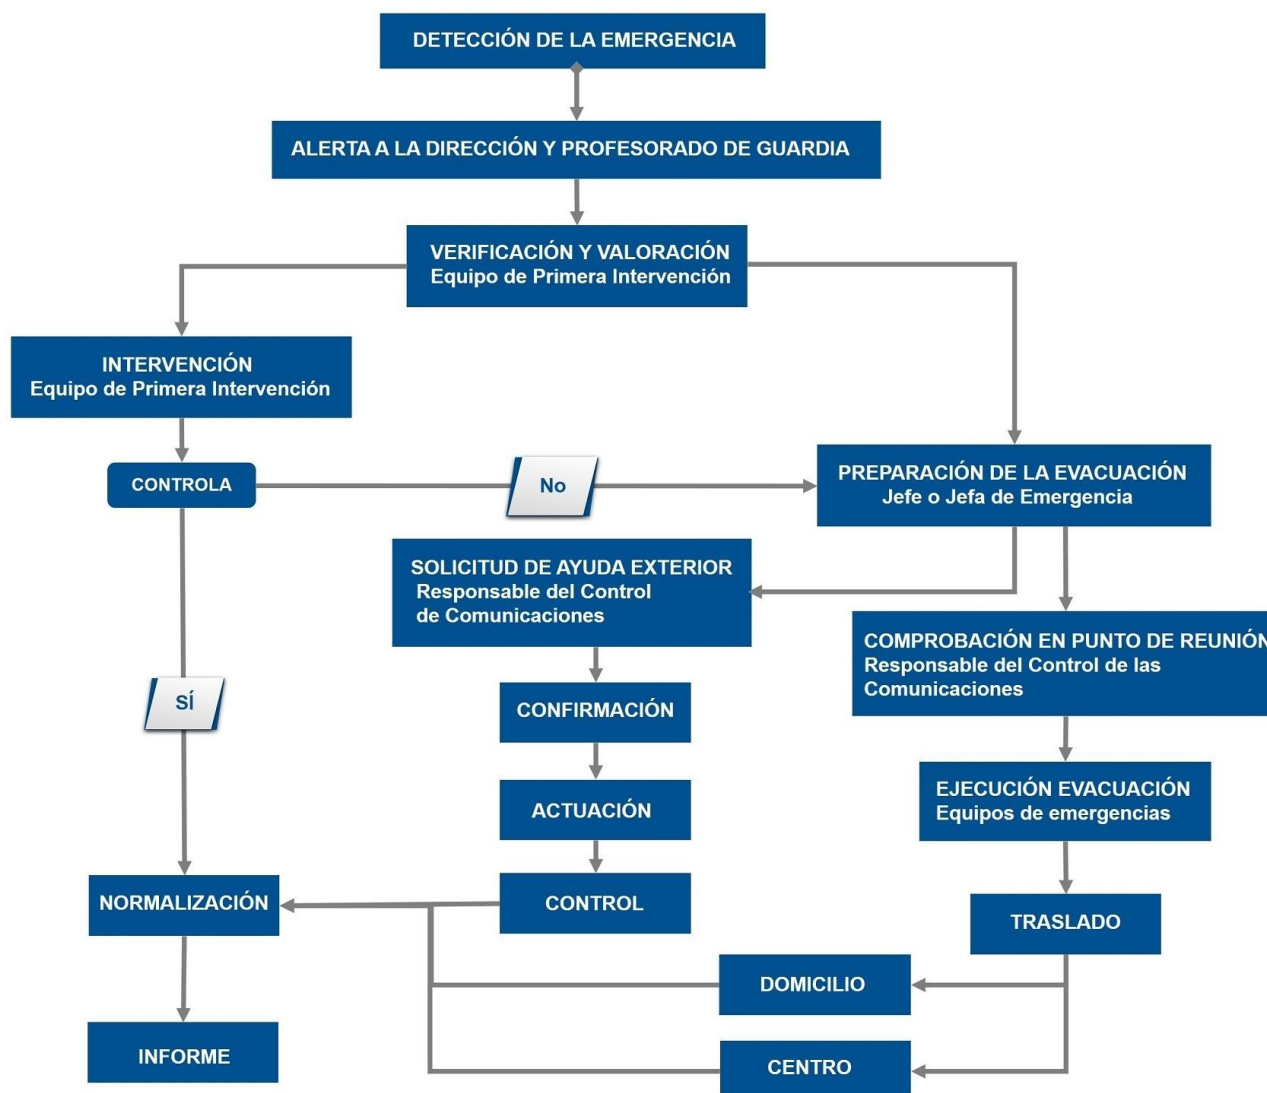 DETECCIÓN DE LA EMERGENCIA
ALERTA A LA DIRECCIÓN Y PROFESORADO DE GUARDIA
VERIFICACIÓN Y VALORACIÓN
Equipo de Primera Intervención
INTERVENCIÓN
Equipo de Primera Intervención
CONTROLA
No
PREPARACIÓN DE LA EVACUACIÓN
Jefe o Jefa de Emergencia
SOLICITUD DE AYUDA EXTERIOR
Responsable del Control
de Comunicaciones
COMPROBACIÓN EN PUNTO DE REUNIÓN
Responsable del Control de las
Comunicaciones
SÍ
CONFIRMACIÓN
EJECUCIÓN EVACUACIÓN
Equipos de emergencias
ACTUACIÓN
NORMALIZACIÓN
CONTROL
TRASLADO
DOMICILIO
INFORME
CENTRO